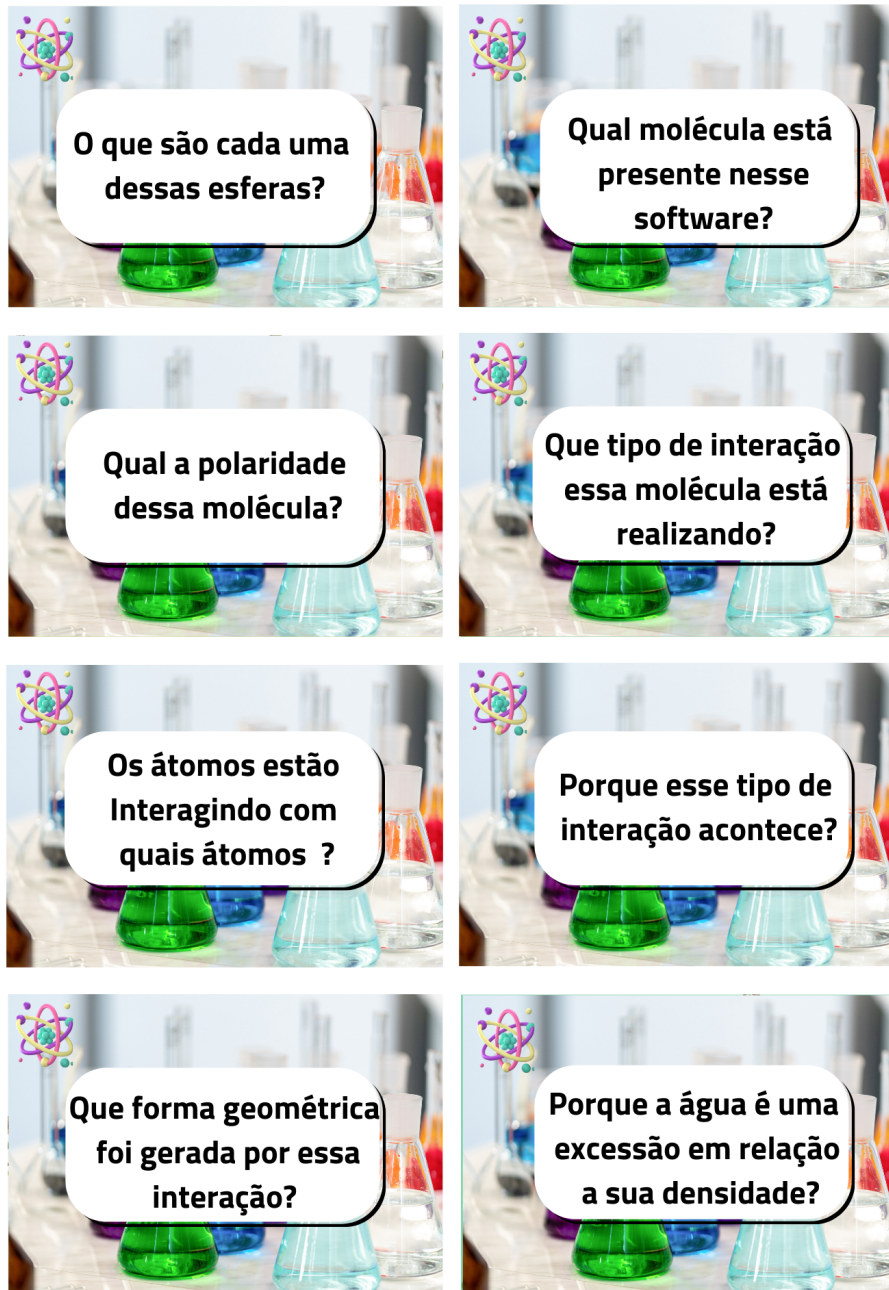 O que são cada uma
dessas esferas?
Qual molécula está
presente nesse
software?
Qual a polaridade
dessa molécula?
Que tipo de interação
essa molécula está
realizando?
Os átomos estão
Interagindo com
quais átomos ?
Porque esse tipo de
interação acontece?
Que forma geométrica
foi gerada por essa
interação?
Porque a água é uma
excessão em relação
a sua densidade?